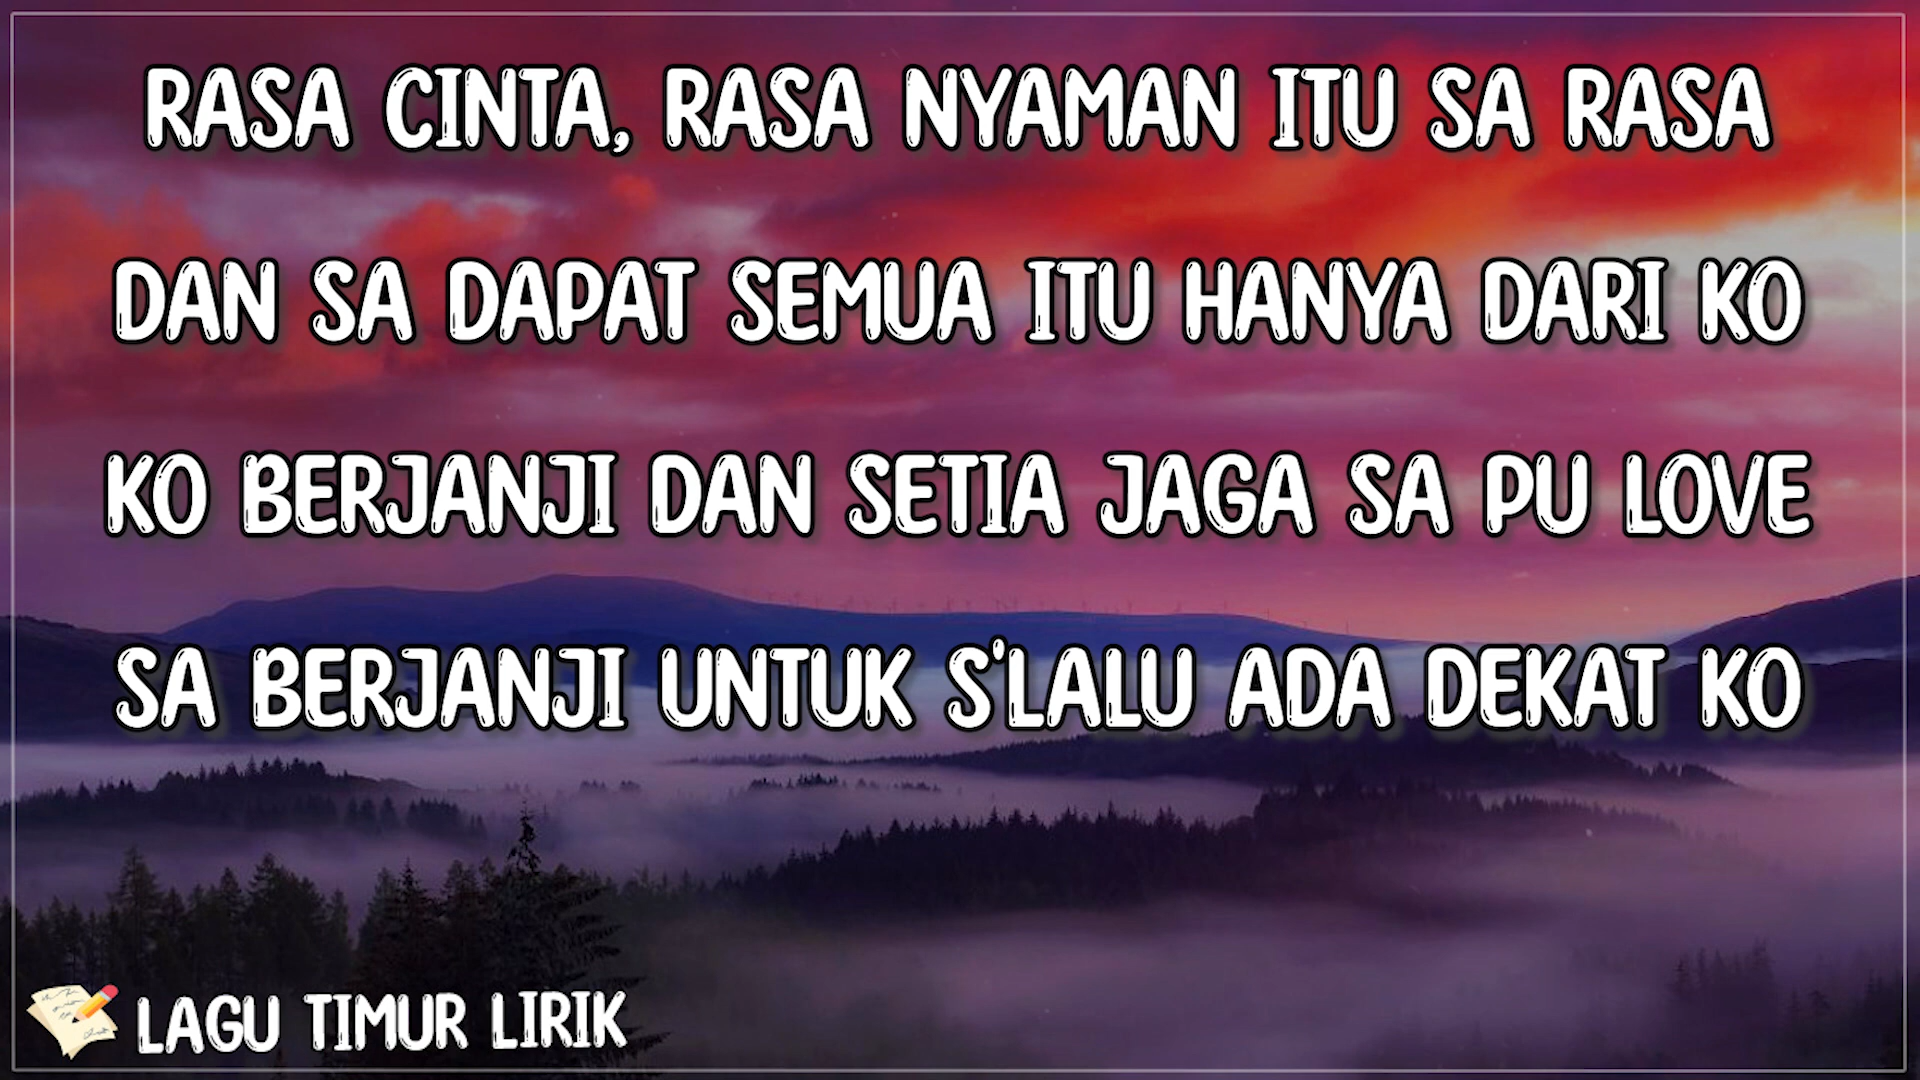 RASA CINTA, RASA NYAMAN ITU SA RASA
DAN SA DAPAT SEMUA ITU HANYA DARI KO
KO BERJANJI DAN SETIA JAGA SA PU LOVE
SA BERJANJI UNTUK S'LALU ADA DEKAT KO
LAGU TIMUR LIRIK